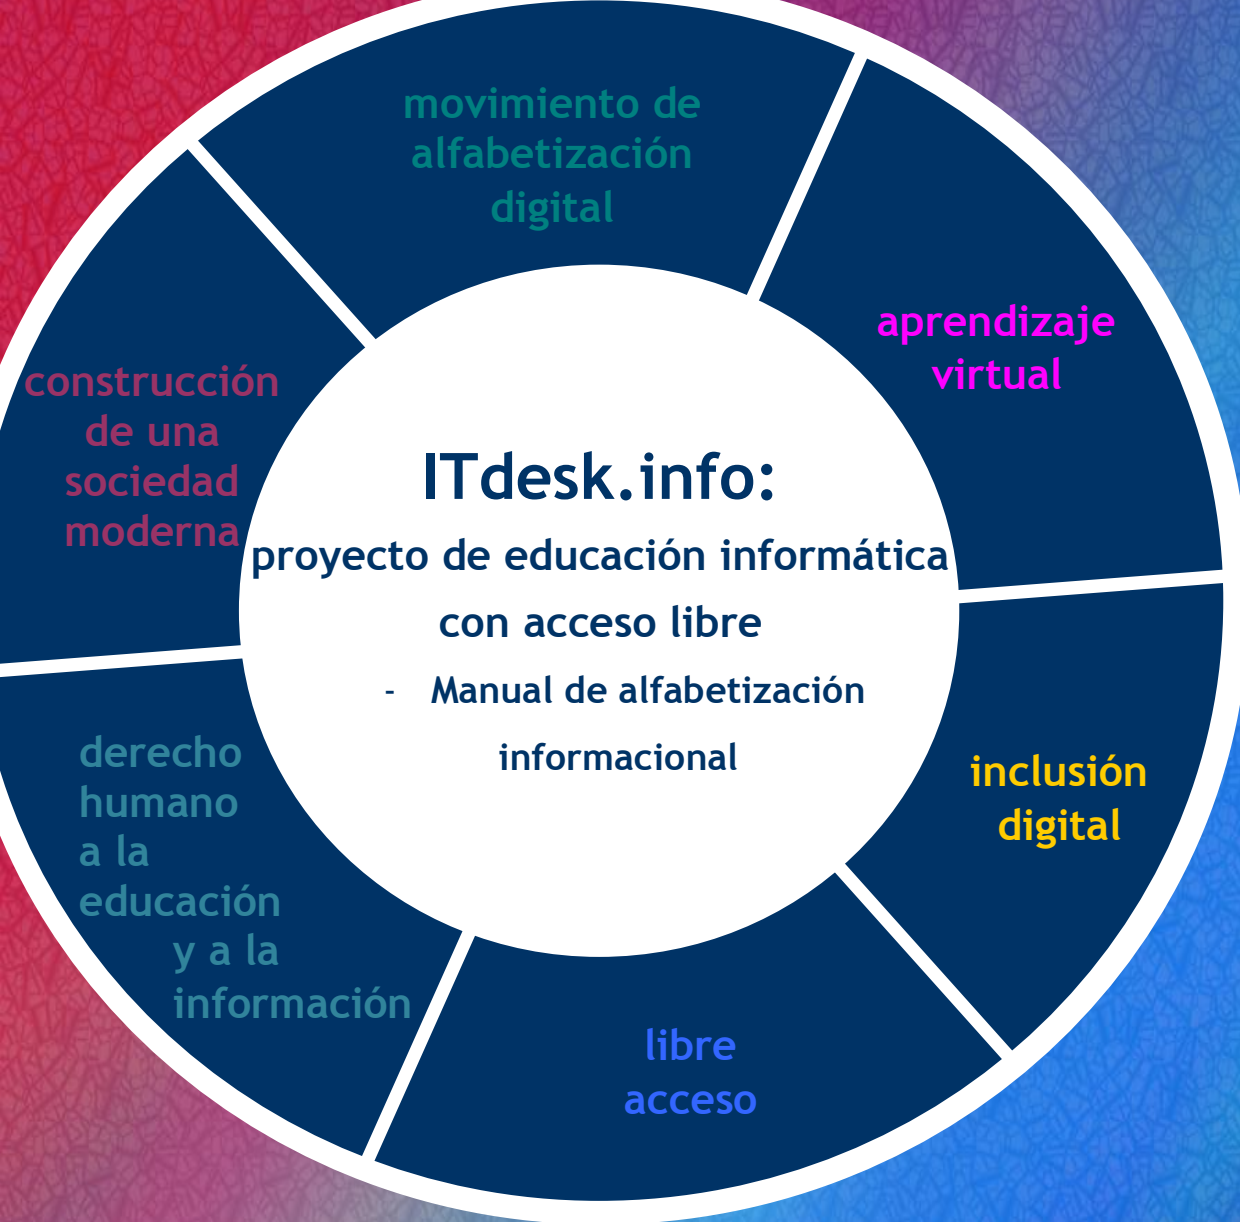 movimiento de
alfabetización
digital
aprendizaje
virtual
construcción
de una
sociedad
moderna
ITdesk.info:
proyecto de educación informática
con acceso libre
- Manual de alfabetización
informacional
derecho
humano
a la
educación
y a la
información
inclusión
digital
libre
acceso